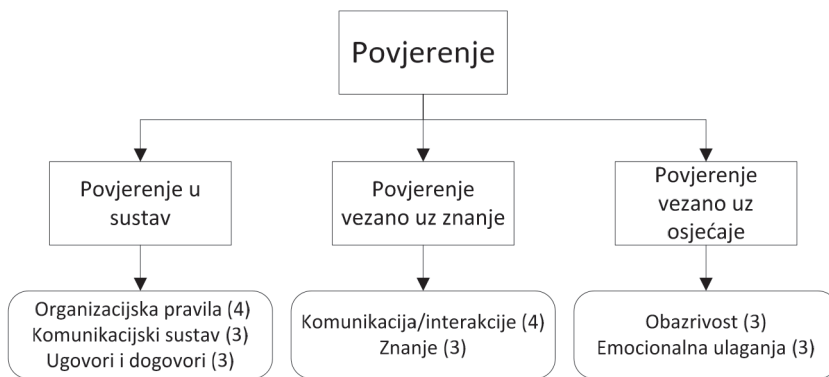 Povjerenje
Povjerenje u
sustav
Povjerenje
vezano uz znanje
Povjerenje
vezano uz
osjećaje
Organizacijska pravila (4)
Komunikacijski sustav (3)
Ugovori i dogovori (3)
Komunikacija/interakcije (4)
Znanje (3)
Obazrivost (3)
Emocionalna ulaganja (3)